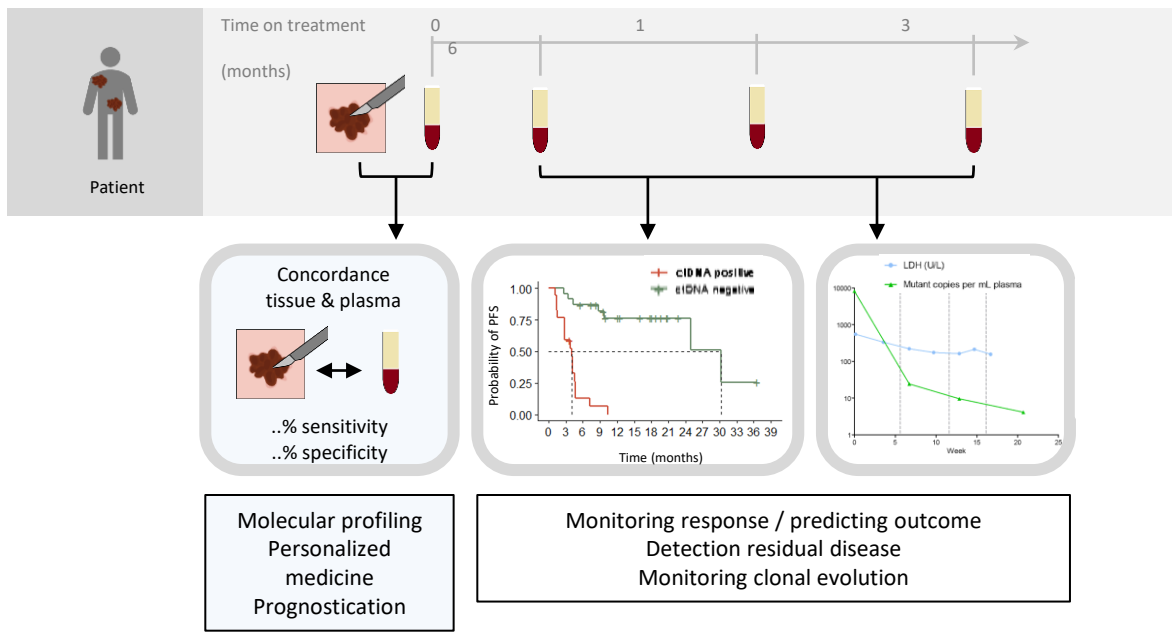 Time on treatment 0 1 3
6
(months)
Patient
Concordance
tissue & plasma
..% sensitivity
..% specificity
ctDNA positive
ctDNA negative
Probability of PFS
1.00
0.75
0.50
0.25
0.00
0 3 6 9 12 15 18 21 24 27 30 33 36 39
Time (months)
LDH (U/L)
Mutant copies per mL plasma
10000
1000
100
10
1
0 5 10 15 20 25
Week
Molecular profiling
Personalized
medicine
Prognostication
Monitoring response / predicting outcome
Detection residual disease
Monitoring clonal evolution